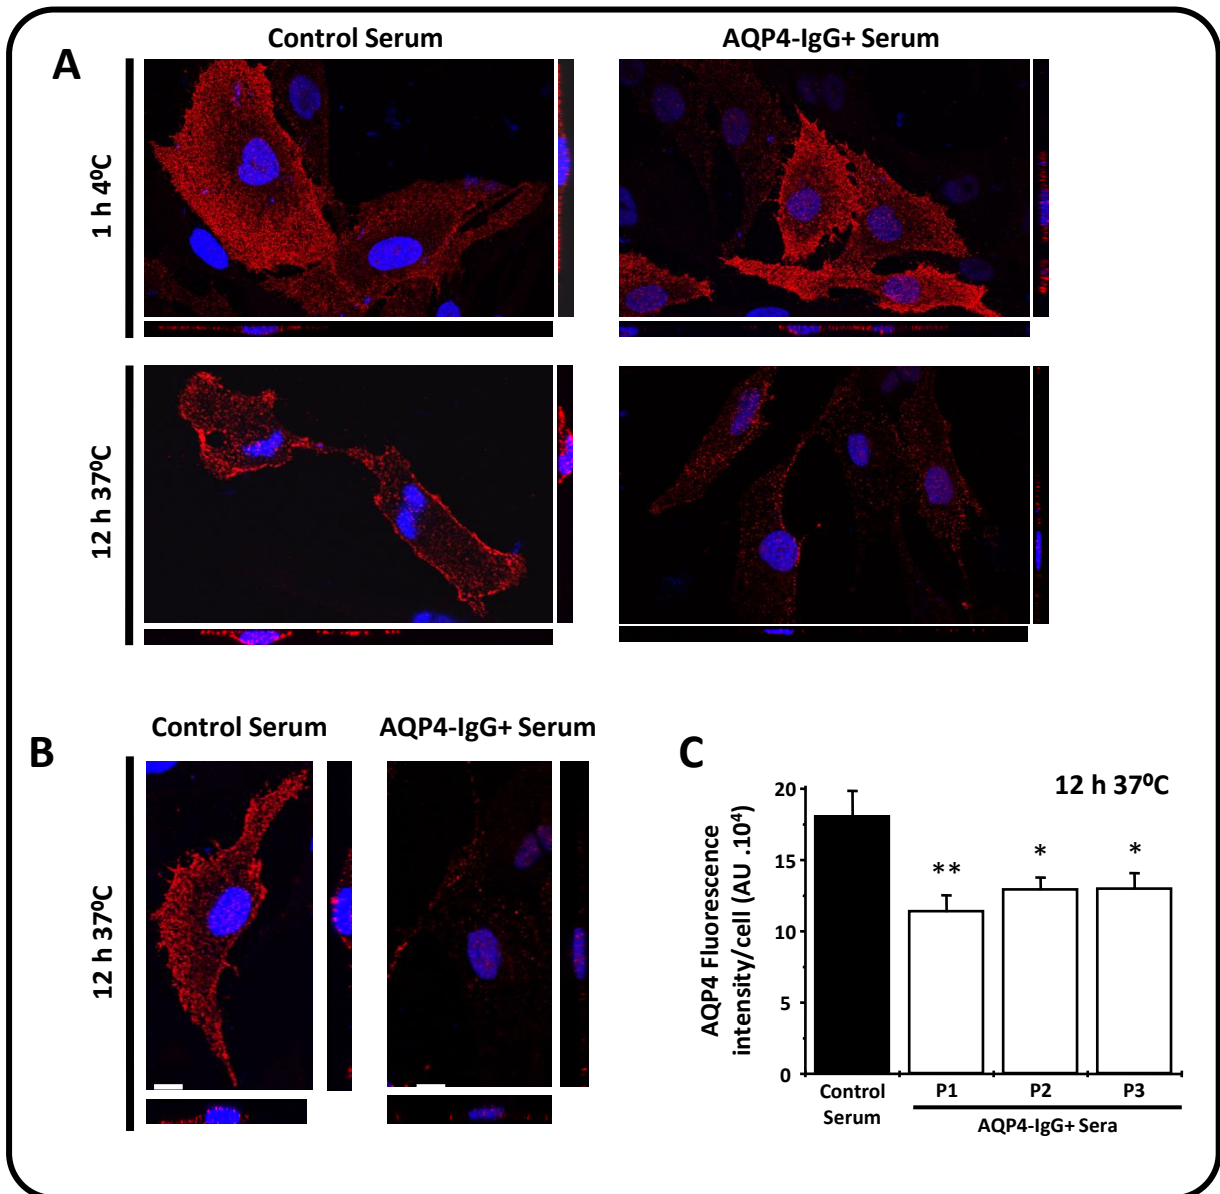 A
Control Serum
AQP4-IgG+ Serum
1 h 4ºC
12 h 37ºC
B
Control Serum
AQP4-IgG+ Serum
12 h 37ºC
C
12 h 37ºC
AQP4 Fluorescence
intensity/cell (AU .10⁴)
20
15
10
5
0
**
*
*
Control
Serum
P1
P2
P3
AQP4-IgG+ Sera